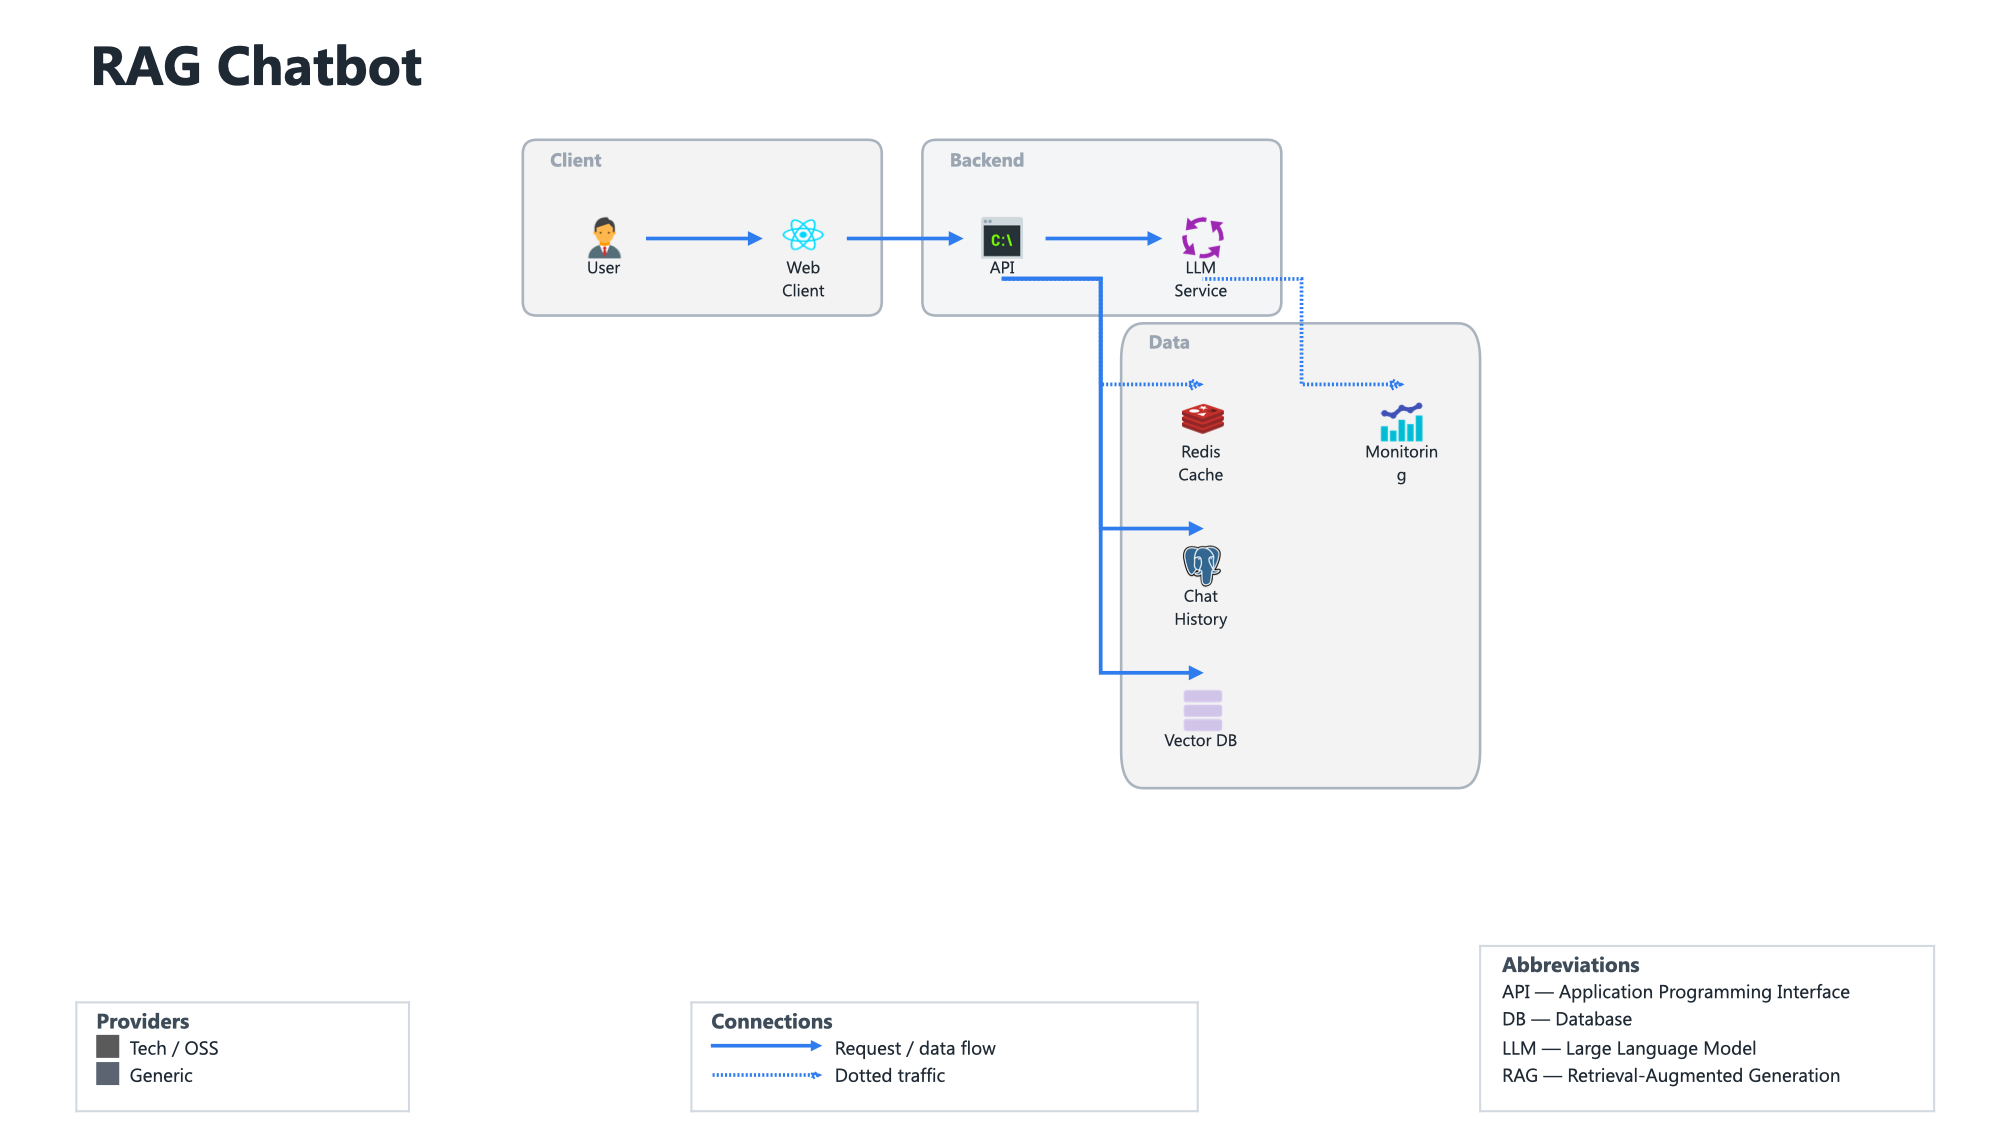 RAG Chatbot
Client
Backend
User
Web
Client
C:\
API
LLM
Service
Data
Redis
Cache
Monitorin
g
Chat
History
Vector DB
Providers
Tech / OSS
Generic
Connections
Request / data flow
Dotted traffic
Abbreviations
API — Application Programming Interface
DB — Database
LLM — Large Language Model
RAG — Retrieval-Augmented Generation